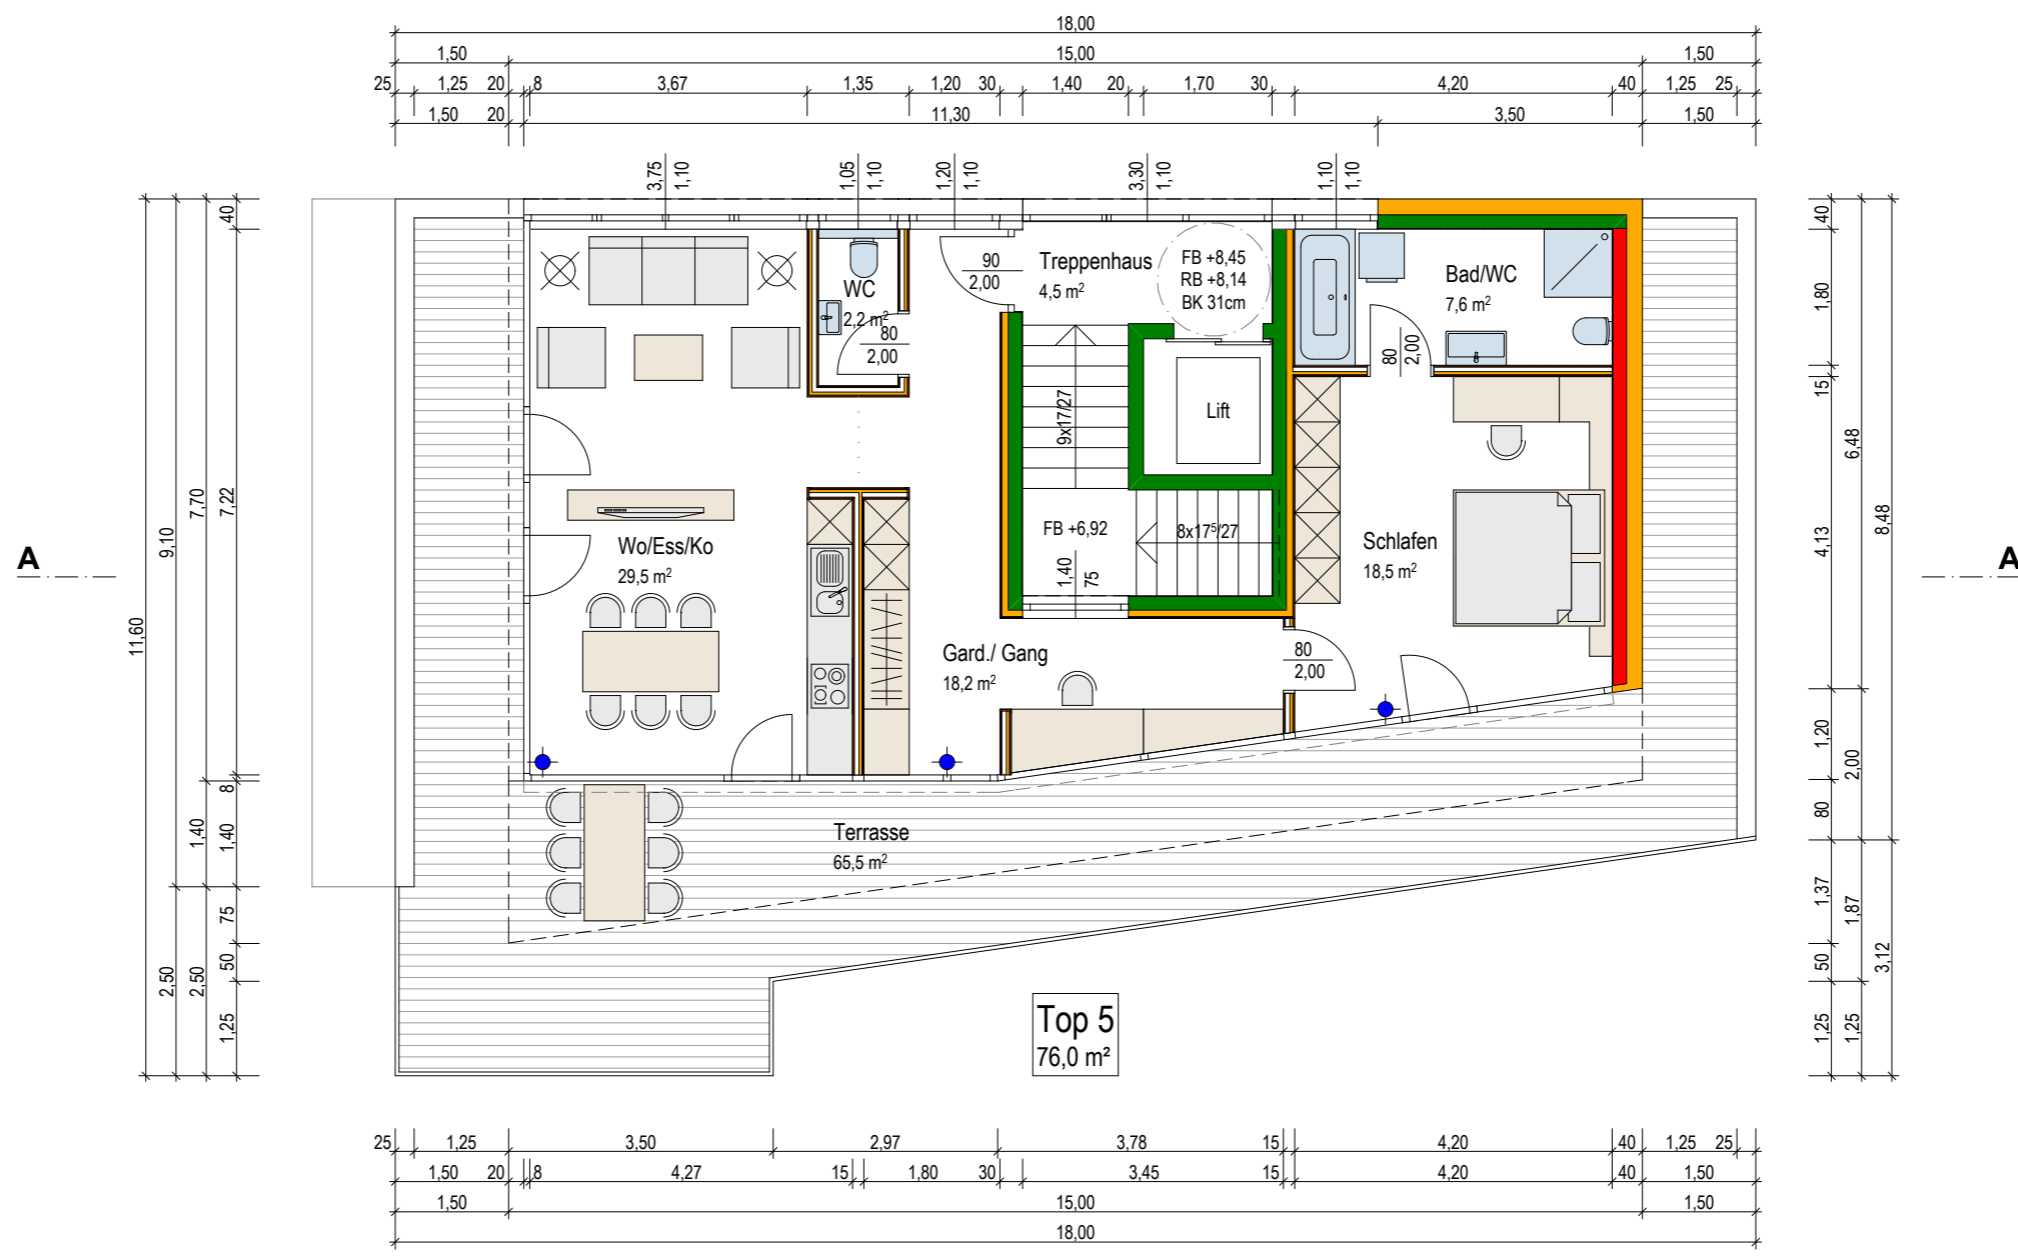 18,00
1,50 15,00 1,50
25 1,25 20 8 3,67 1,35 1,20 30 1,40 20 1,70 30 4,20 40 1,25 25
1,50 20 11,30 3,50 1,50
3,75 1,10
1,05 1,10
1,20 1,10
3,30 1,10
1,10 1,10
40
7,22
8
1,40
75
50
1,25
7,70
1,40
2,50
9,10
2,50
11,60
A
WC
2,2 m²
80
2,00
90
2,00
Treppenhaus
4,5 m²
FB +8,45
RB +8,14
BK 31cm
Bad/WC
7,6 m²
80
2,00
9x17/27
Lift
FB +6,92
8x17⁵/27
1,40
75
Wo/Ess/Ko
29,5 m²
Schlafen
18,5 m²
Gard./ Gang
18,2 m²
80
2,00
Terrasse
65,5 m²
Top 5
76,0 m²
40
1,80
15
4,13
1,20
80
1,37
50
1,25
6,48
2,00
1,87
1,25
8,48
3,12
A
25 1,25 3,50 2,97 3,78 15 4,20 40 1,25 25
1,50 20 8 4,27 15 1,80 30 3,45 15 4,20 40 1,50
1,50 15,00 1,50
18,00